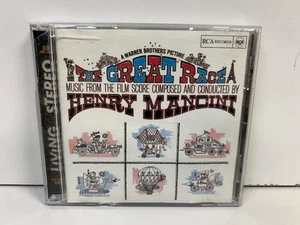 A WARNER BROTHERS PICTURE
RCA RECORDS
THE GREAT RACE
MUSIC FROM THE FILM SCORE COMPOSED AND CONDUCTED BY
HENRY MANCINI
LIVING STEREO